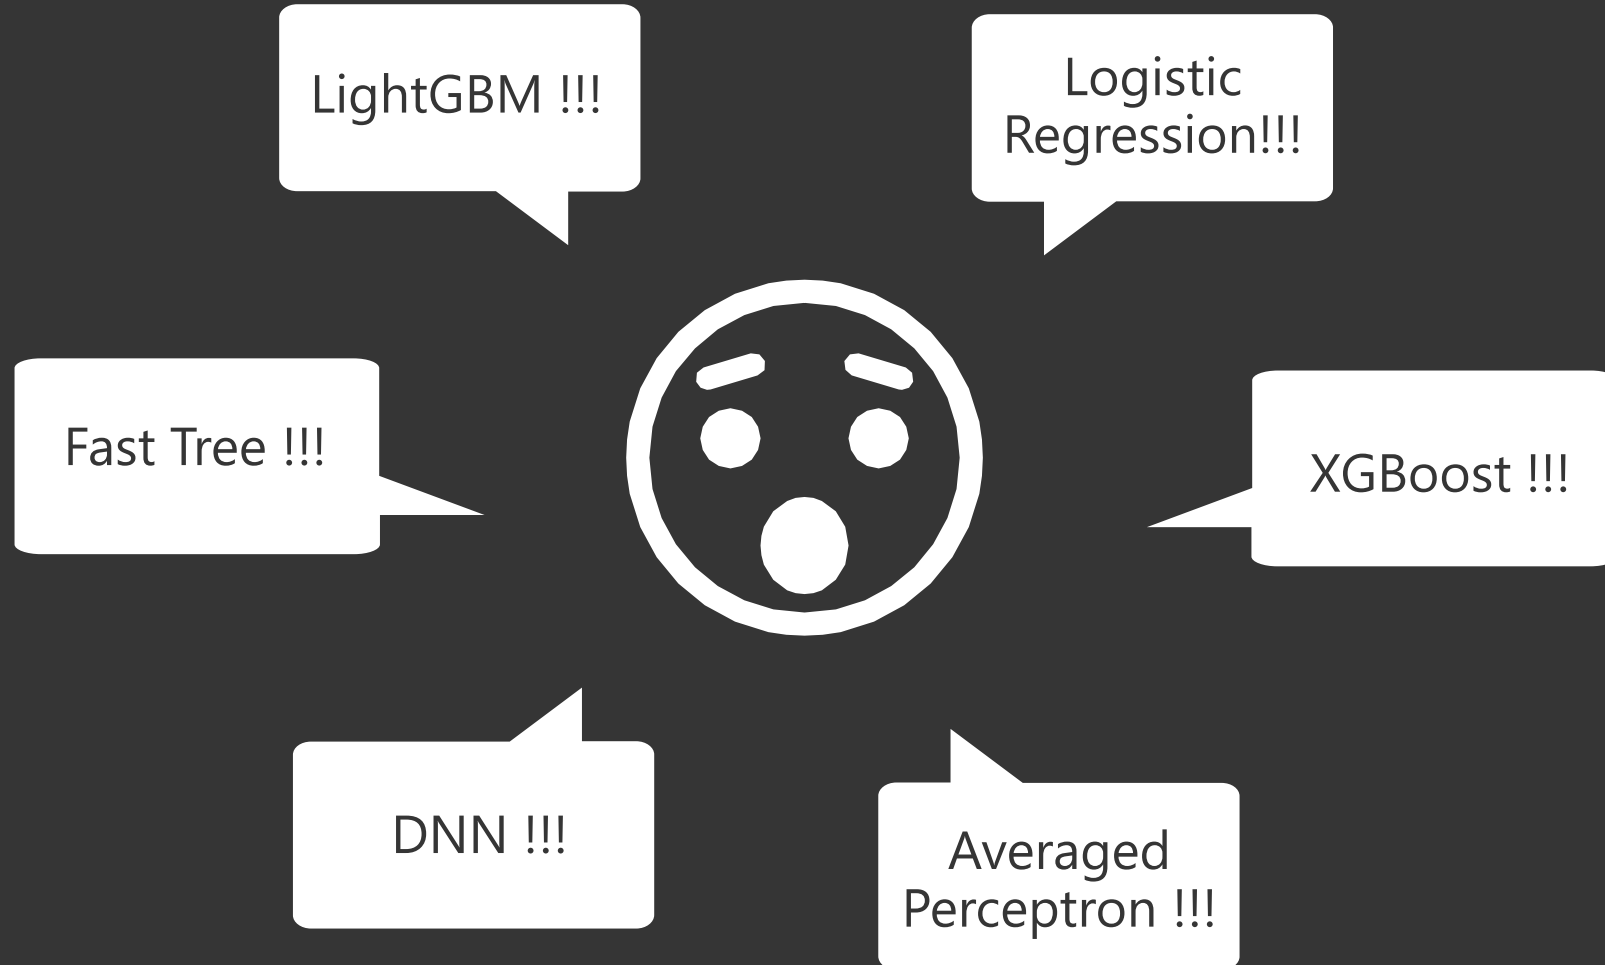 LightGBM !!!
Logistic
Regression!!!
Fast Tree !!!
XGBoost !!!
DNN !!!
Averaged
Perceptron !!!